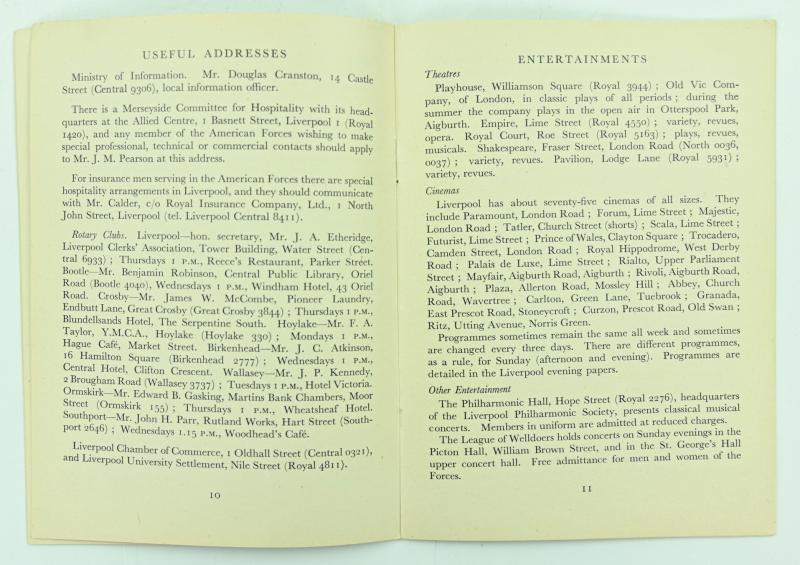 USEFUL ADDRESSES
Ministry of Information. Mr. Douglas Cranston, 14 Castle
Street (Central 9306), local information officer.
There is a Merseyside Committee for Hospitality with its head-
quarters at the Allied Centre, 1 Basnett Street, Liverpool 1 (Royal
1420), and any member of the American Forces wishing to make
special professional, technical or commercial contacts should apply
to Mr. J. M. Pearson at this address.
For insurance men serving in the American Forces there are special
hospitality arrangements in Liverpool, and they should communicate
with Mr. Calder, c/o Royal Insurance Company, Ltd., 1 North
John Street, Liverpool (tel. Liverpool Central 8411).
Rotary Clubs. Liverpool—hon. secretary, Mr. J. A. Etheridge,
Liverpool Clerks' Association, Tower Building, Water Street (Cen-
tral 6933) ; Thursdays 1 P.M., Reece's Restaurant, Parker Street.
Bootle—Mr. Benjamin Robinson, Central Public Library, Oriel
Road (Bootle 4040), Wednesdays 1 P.M., Windham Hotel, 43 Oriel
Road. Crosby—Mr. James W. McCombe, Pioneer Laundry,
Endbutt Lane, Great Crosby (Great Crosby 3844) ; Thursdays 1 P.M.,
Blundellsands Hotel, The Serpentine South. Hoylake—Mr. F. A.
Taylor, Y.M.C.A., Hoylake (Hoylake 330) ; Mondays 1 P.M.,
Hague Café, Market Street. Birkenhead—Mr. J. C. Atkinson,
16 Hamilton Square (Birkenhead 2777) ; Wednesdays 1 P.M.,
Central Hotel, Clifton Crescent. Wallasey—Mr. J. P. Kennedy,
2 Brougham Road (Wallasey 3737) ; Tuesdays 1 P.M., Hotel Victoria.
Ormskirk—Mr. Edward B. Gasking, Martins Bank Chambers, Moor
Street (Ormskirk 155) ; Thursdays 1 P.M., Wheatsheaf Hotel.
Southport—Mr. John H. Parr, Rutland Works, Hart Street (South-
port 2646) ; Wednesdays 1.15 P.M., Woodhead's Café.
Liverpool Chamber of Commerce, 1 Oldhall Street (Central 0321),
and Liverpool University Settlement, Nile Street (Royal 4811).
10
ENTERTAINMENTS
Theatres
Playhouse, Williamson Square (Royal 3944) ; Old Vic Com-
pany, of London, in classic plays of all periods ; during the
summer the company plays in the open air in Otterspool Park,
Aigburth. Empire, Lime Street (Royal 4550) ; variety, revues,
opera. Royal Court, Roe Street (Royal 5163) ; plays, revues,
musicals. Shakespeare, Fraser Street, London Road (North 0036,
0037) ; variety, revues. Pavilion, Lodge Lane (Royal 5931) ;
variety, revues.
Cinemas
Liverpool has about seventy-five cinemas of all sizes. They
include Paramount, London Road ; Forum, Lime Street ; Majestic,
London Road ; Tatler, Church Street (shorts) ; Scala, Lime Street ;
Futurist, Lime Street ; Prince of Wales, Clayton Square ; Trocadero,
Camden Street, London Road ; Royal Hippodrome, West Derby
Road ; Palais de Luxe, Lime Street ; Rialto, Upper Parliament
Street ; Mayfair, Aigburth Road, Aigburth ; Rivoli, Aigburth Road,
Aigburth ; Plaza, Allerton Road, Mossley Hill ; Abbey, Church
Road, Wavertree ; Carlton, Green Lane, Tuebrook ; Granada,
East Prescot Road, Stoneycroft ; Curzon, Prescot Road, Old Swan ;
Ritz, Utting Avenue, Norris Green.
Programmes sometimes remain the same all week and sometimes
are changed every three days. There are different programmes,
as a rule, for Sunday (afternoon and evening). Programmes are
detailed in the Liverpool evening papers.
Other Entertainment
The Philharmonic Hall, Hope Street (Royal 2276), headquarters
of the Liverpool Philharmonic Society, presents classical musical
concerts. Members in uniform are admitted at reduced charges.
The League of Welldoers holds concerts on Sunday evenings in the
Picton Hall, William Brown Street, and in the St. George's Hall
upper concert hall. Free admittance for men and women of the
Forces.
11